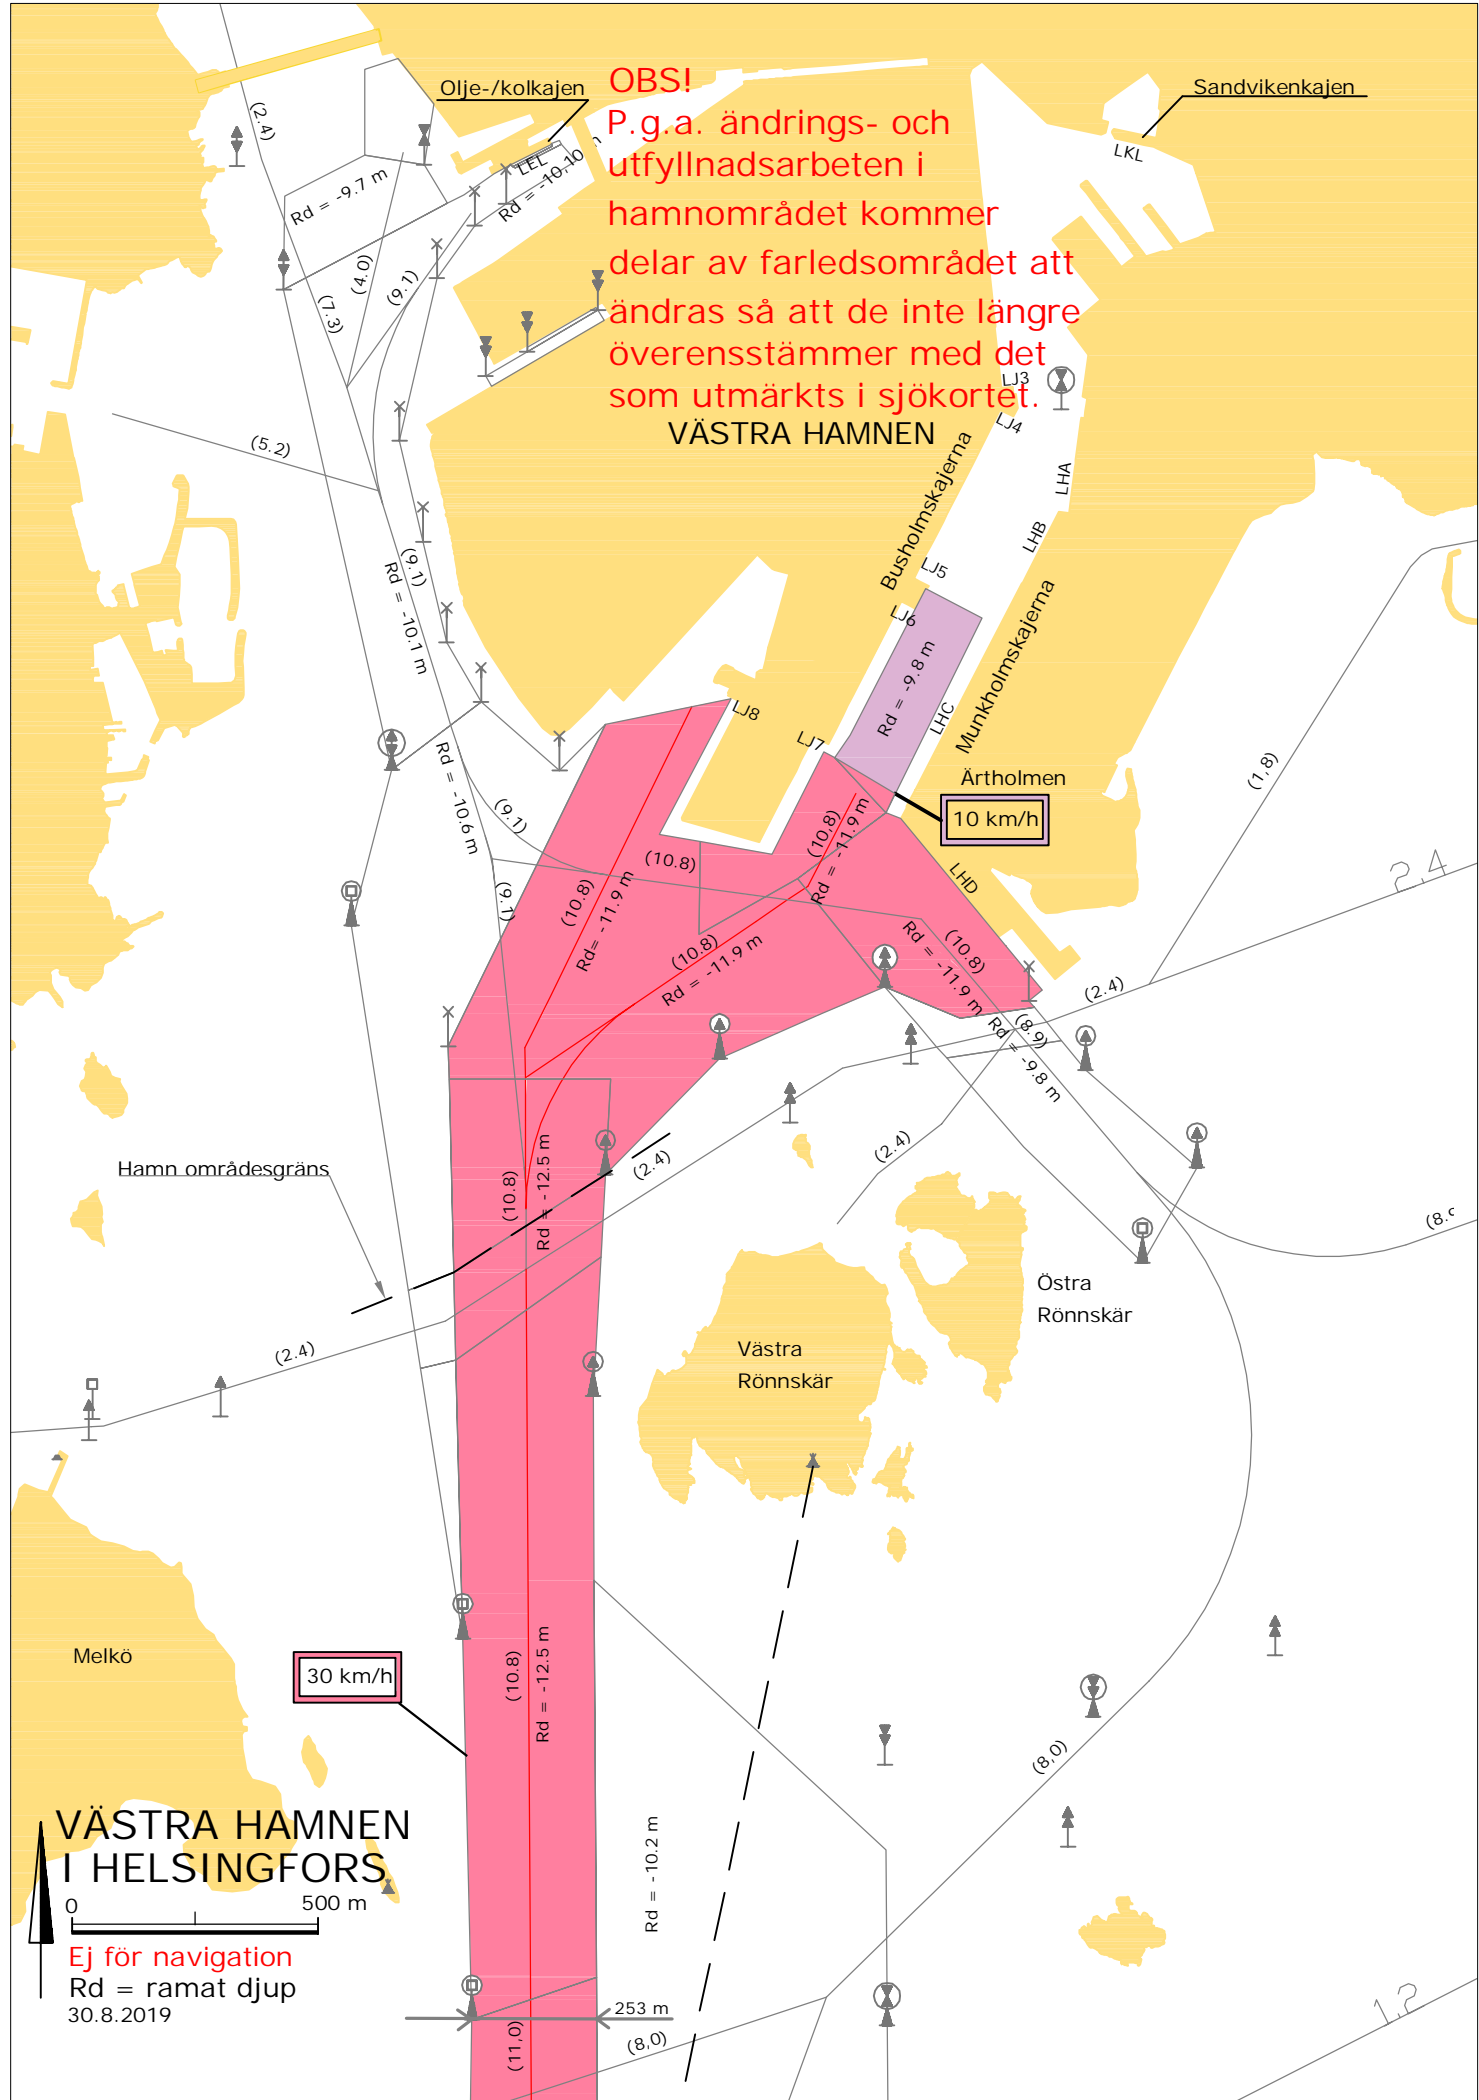 Olje-/kolkajen
OBS!
P.g.a. ändrings- och
utfyllnadsarbeten i
hamnområdet kommer
delar av farledsområdet att
ändras så att de inte längre
överensstämmer med det
som utmärkts i sjökortet.
VÄSTRA HAMNEN
Sandvikenkajen
LKL
(2.4)
LEL
Rd = -9.7 m
(4.0)
(9.1)
(7.3)
(5.2)
LJ3
LJ4
LHA
LHB
Busholmskajerna
LJ5
LJ6
Rd = -9.8 m
LHC
Munkholmskajerna
(9.1)
Rd = -10.1 m
LJ8
LJ7
Ärtholmen
10 km/h
(1,8)
Rd = -10.6 m
(9.1)
(9.1)
(10.8)
Rd= -11.9 m
(10.8)
(10,8)
Rd = -11.9 m
LHD
2.4
(10.8)
Rd = -11.9 m
(10.8)
Rd = -11.9 m
(2.4)
(8.9)
Rd = -9.8 m
Hamn områdesgräns
(10.8)
Rd = -12.5 m
(2.4)
(2.4)
Östra
Rönnskär
(2.4)
Västra
Rönnskär
Melkö
30 km/h
(10.8)
Rd = -12.5 m
(8,0)
Rd = -10.2 m
VÄSTRA HAMNEN
I HELSINGFORS
0
500 m
Ej för navigation
Rd = ramat djup
30.8.2019
253 m
(11,0)
(8,0)
12